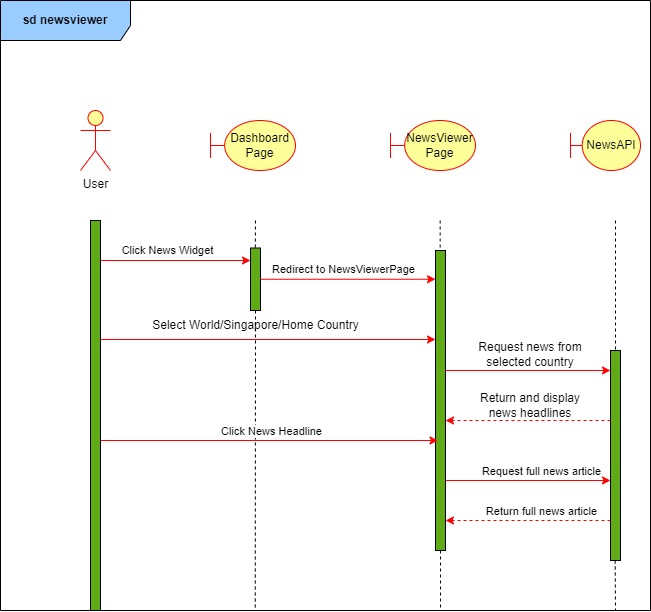 sd newsviewer
Dashboard
Page
NewsViewer
Page
NewsAPI
User
Click News Widget
Redirect to NewsViewerPage
Select World/Singapore/Home Country
Request news from
selected country
Return and display
news headlines
Click News Headline
Request full news article
Return full news article